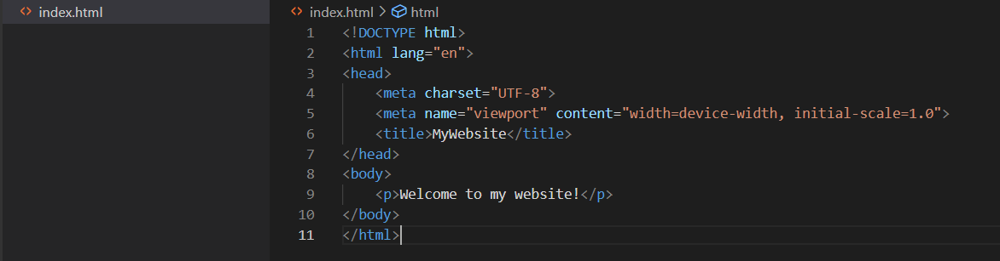 <> index.html
<> index.html > html
1 <!DOCTYPE html>
2 <html lang="en">
3 <head>
4     <meta charset="UTF-8">
5     <meta name="viewport" content="width=device-width, initial-scale=1.0">
6     <title>MyWebsite</title>
7 </head>
8 <body>
9     <p>Welcome to my website!</p>
10 </body>
11 </html>